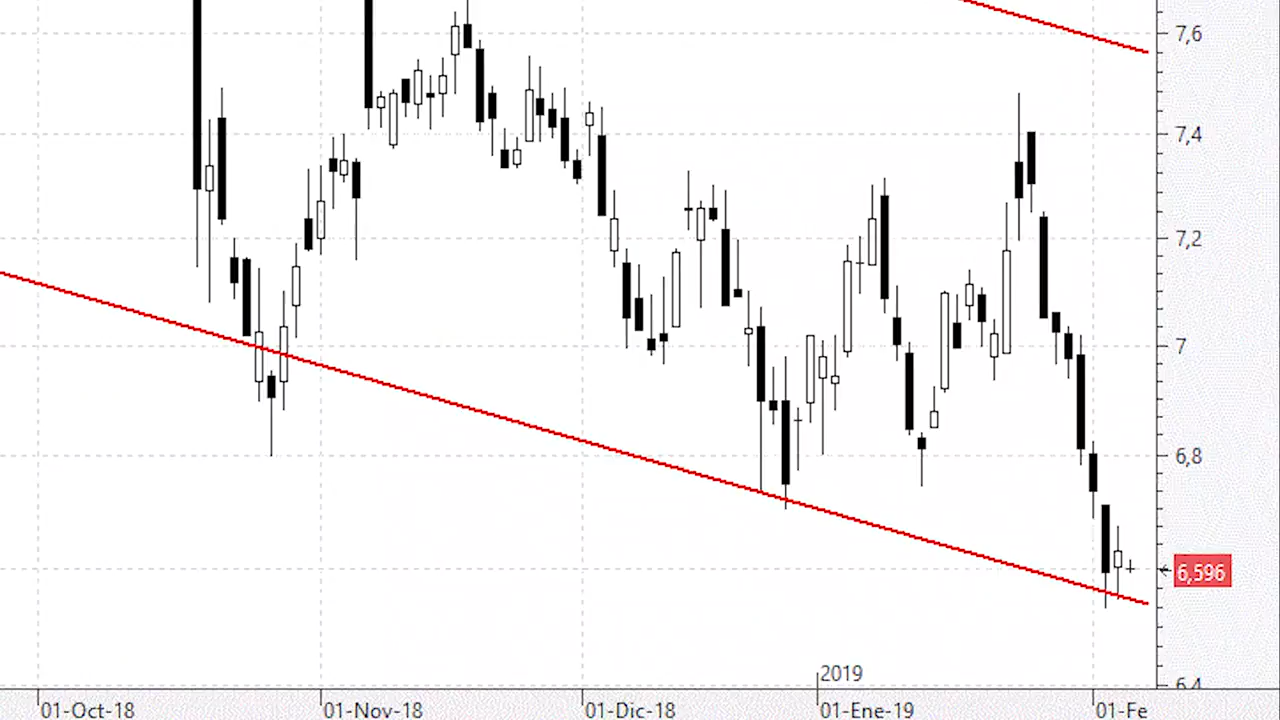 7,6
7,4
7,2
7
6,8
6,596
6,4
2019
01-Oct-18
01-Nov-18
01-Dic-18
01-Ene-19
01-Fe